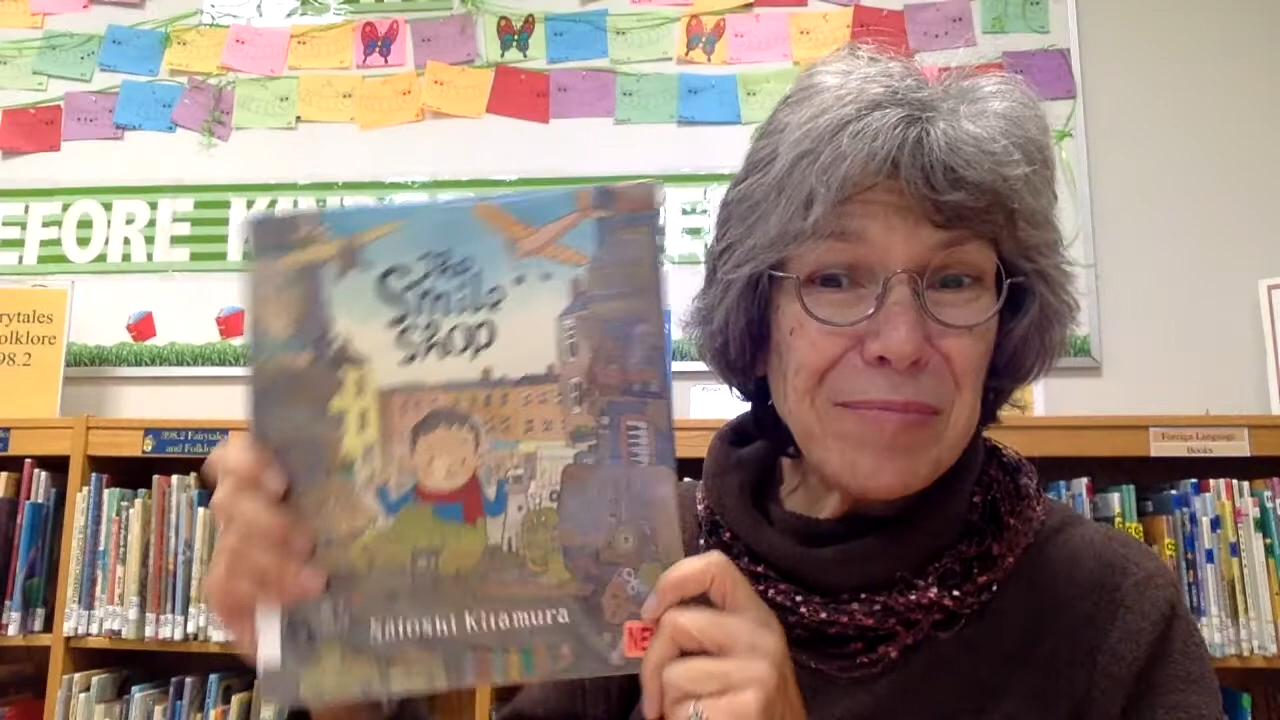 EFORE KIND
rytales
olklore
98.2
398.2 Fairytales
and Folklore
The
Smile
Shop
Satoshi Kitamura
NE
Foreign Language
Books